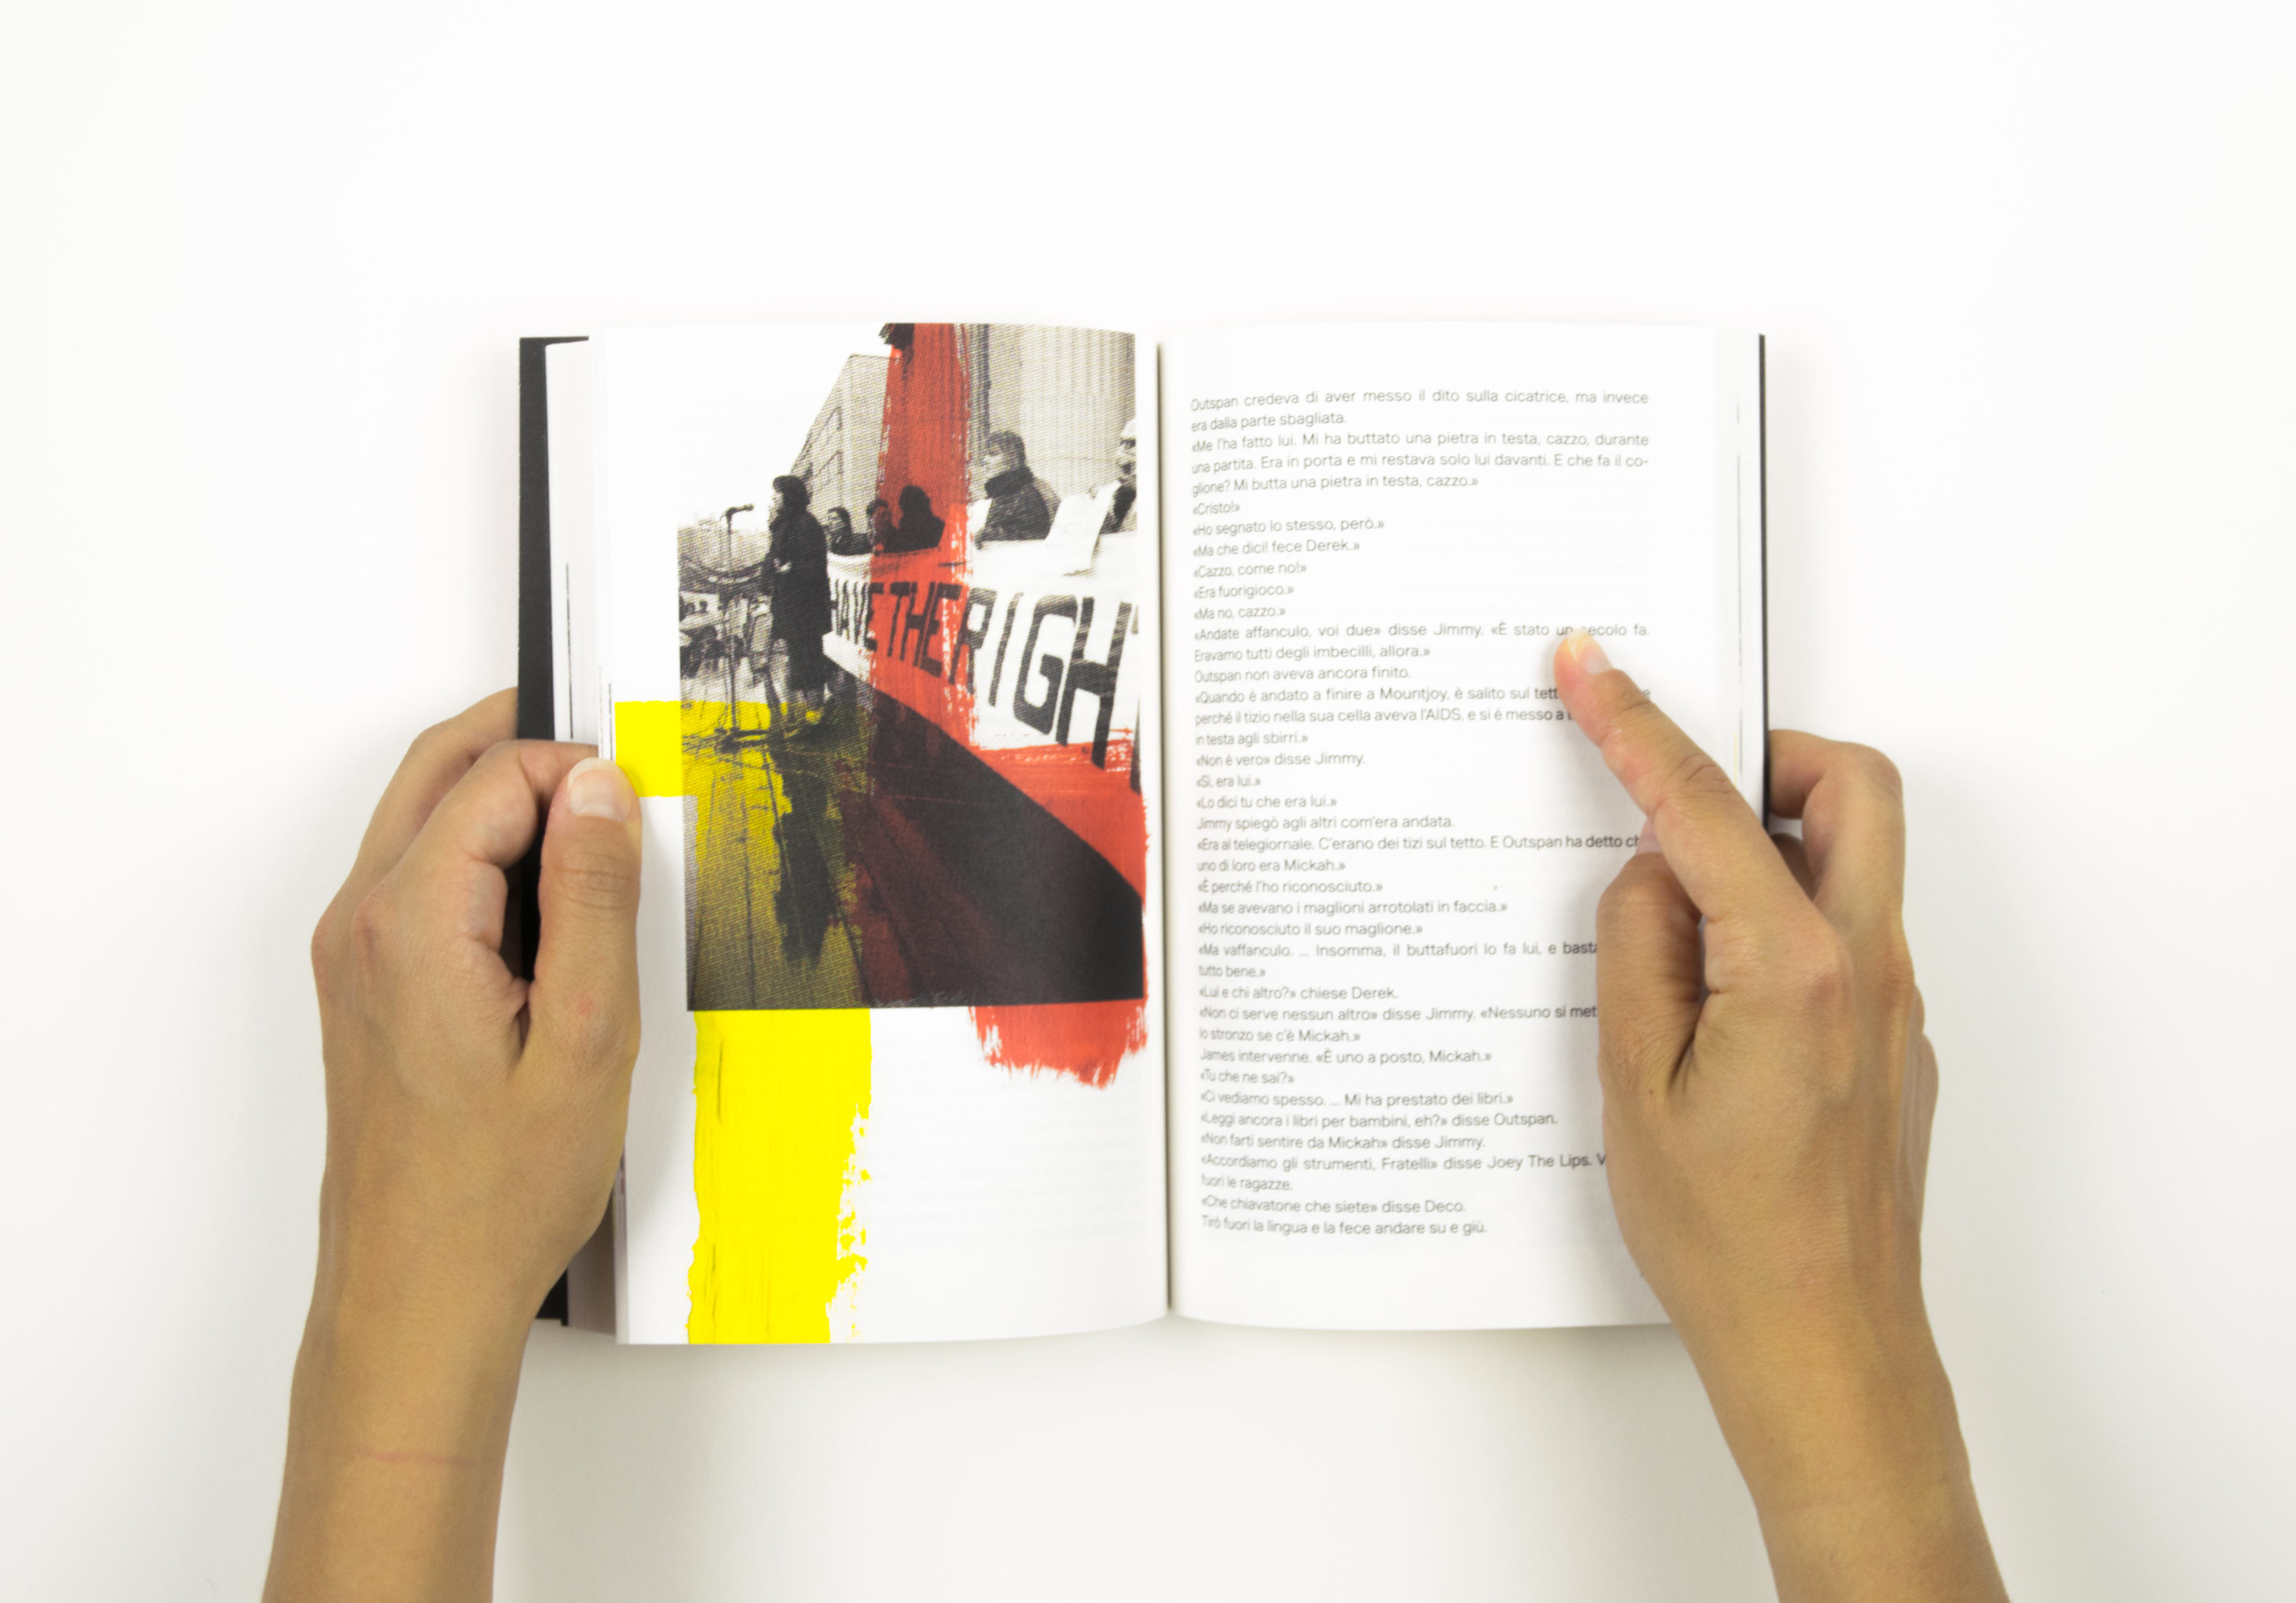 HAVE THE RIGHT
Outspan credeva di aver messo il dito sulla cicatrice, ma invece
era dalla parte sbagliata.
«Me l'ha fatto lui. Mi ha buttato una pietra in testa, cazzo, durante
una partita. Era in porta e mi restava solo lui davanti. E che fa il co-
glione? Mi butta una pietra in testa, cazzo.»
«Cristo!»
«Ho segnato lo stesso, però.»
«Ma che dici! fece Derek.»
«Cazzo, come no!»
«Era fuorigioco.»
«Ma no, cazzo.»
«Andate affanculo, voi due» disse Jimmy. «È stato un secolo fa.
Eravamo tutti degli imbecilli, allora.»
Outspan non aveva ancora finito.
«Quando è andato a finire a Mountjoy, è salito sul
perché il tizio nella sua cella aveva l'AIDS, e si è messo a
in testa agli sbirri.»
«Non è vero» disse Jimmy.
«Sì, era lui.»
«Lo dici tu che era lui.»
Jimmy spiegò agli altri com'era andata.
«Era al telegiornale. C'erano dei tizi sul tetto. E Outspan ha detto
uno di loro era Mickah.»
«È perché l'ho riconosciuto.»
«Ma se avevano i maglioni arrotolati in faccia.»
«Ho riconosciuto il suo maglione.»
«Ma vaffanculo. ... Insomma, il buttafuori lo fa lui, e
tutto bene.»
«Lui e chi altro?» chiese Derek.
«Non ci serve nessun altro» disse Jimmy. «Nessuno si
lo stronzo se c'è Mickah.»
James intervenne. «È uno a posto, Mickah.»
«Tu che ne sai?»
«Ci vediamo spesso. ... Mi ha prestato dei libri.»
«Leggi ancora i libri per bambini, eh?» disse Outspan.
«Non farti sentire da Mickah» disse Jimmy.
«Accordiamo gli strumenti, Fratelli» disse Joey The Lips.
fuori le ragazze.
«Che chiavatone che siete» disse Deco.
Tirò fuori la lingua e la fece andare su e giù.